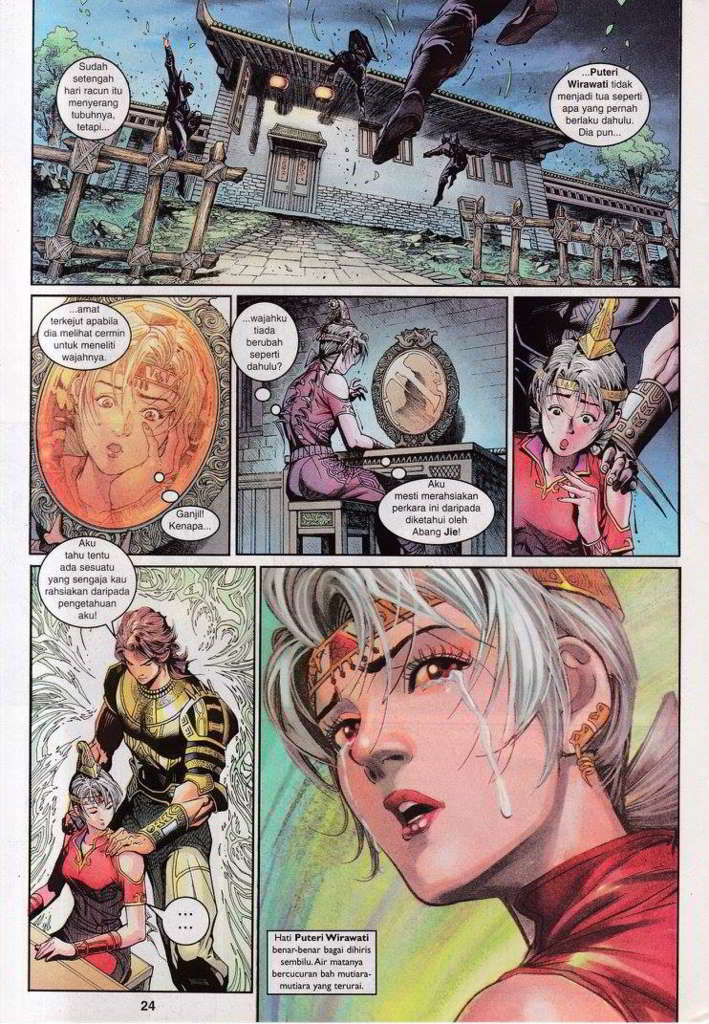 Sudah
setengah
hari racun itu
menyerang
tubuhnya,
tetapi...
...Puteri
Wirawati tidak
menjadi tua seperti
apa yang pernah
berlaku dahulu.
Dia pun...
...amat
terkejut apabila
dia melihat cermin
untuk meneliti
wajahnya.
Ganjil!
Kenapa...
...wajahku
tiada
berubah
seperti
dahulu?
Aku
mesti merahsiakan
perkara ini daripada
diketahui oleh
Abang Jie!
Aku
tahu tentu
ada sesuatu
yang sengaja kau
rahsiakan daripada
pengetahuan
aku!
...
...
Hati Puteri Wirawati
benar-benar bagai dihiris
sembilu. Air matanya
bercucuran bah mutiara-
mutiara yang terurai.
24